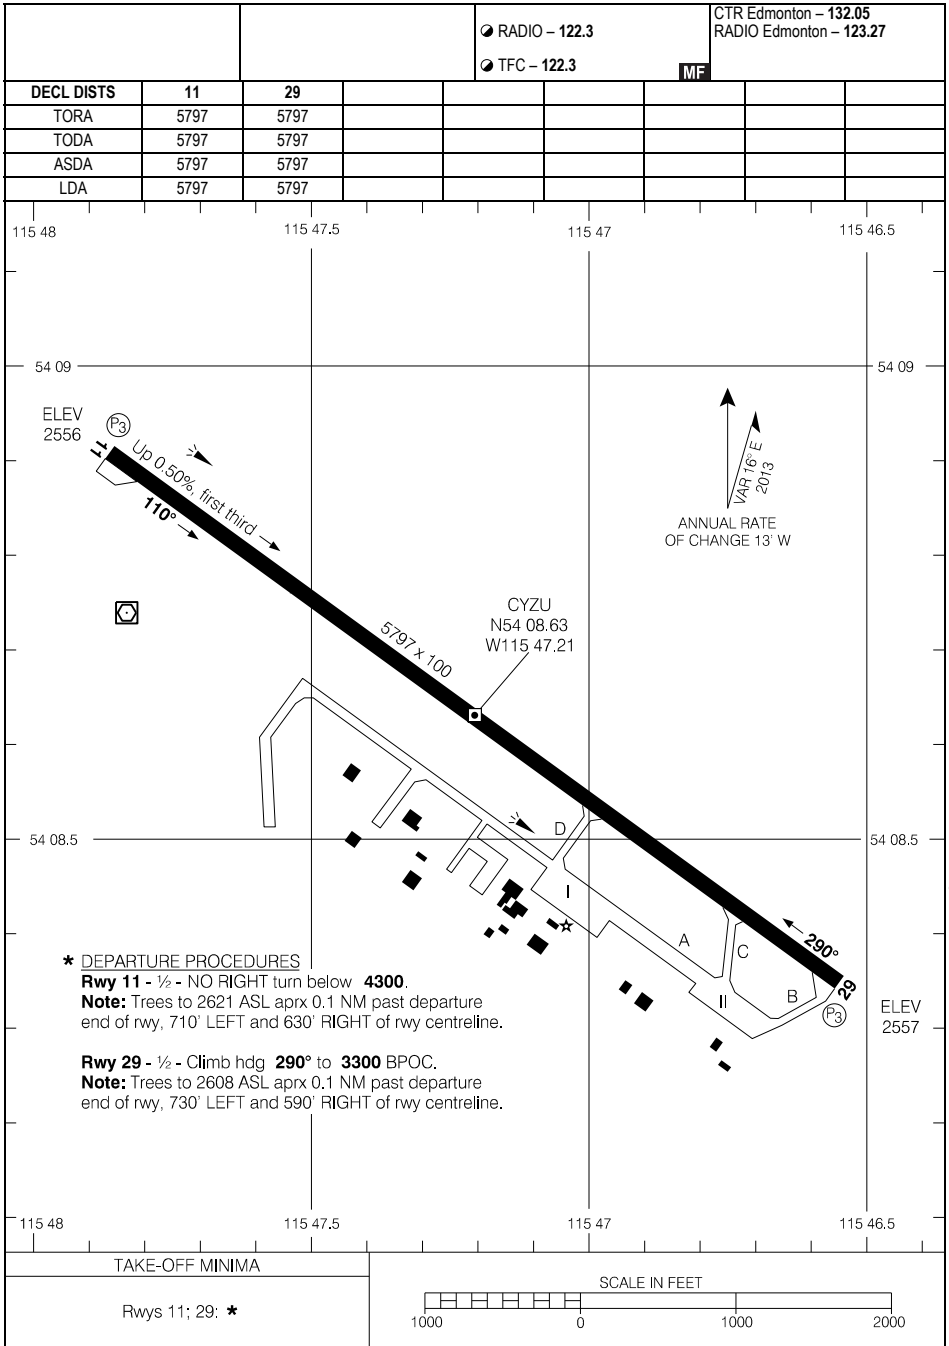 RADIO – 122.3
TFC – 122.3
MF
CTR Edmonton – 132.05
RADIO Edmonton – 123.27
DECL DISTS 11 29
TORA 5797 5797
TODA 5797 5797
ASDA 5797 5797
LDA 5797 5797
115 48 115 47.5 115 47 115 46.5
54 09 54 09
ELEV
2556
P3
11
Up 0.50%, first third
110°
VAR 16° E
2013
ANNUAL RATE
OF CHANGE 13' W
CYZU
N54 08.63
W115 47.21
5797 x 100
54 08.5 54 08.5
D
I
A
C
II
B
290°
29
P3
ELEV
2557
* DEPARTURE PROCEDURES
Rwy 11 - ½ - NO RIGHT turn below 4300.
Note: Trees to 2621 ASL aprx 0.1 NM past departure
end of rwy, 710' LEFT and 630' RIGHT of rwy centreline.
Rwy 29 - ½ - Climb hdg 290° to 3300 BPOC.
Note: Trees to 2608 ASL aprx 0.1 NM past departure
end of rwy, 730' LEFT and 590' RIGHT of rwy centreline.
115 48 115 47.5 115 47 115 46.5
TAKE-OFF MINIMA
Rwys 11; 29: *
SCALE IN FEET
1000 0 1000 2000